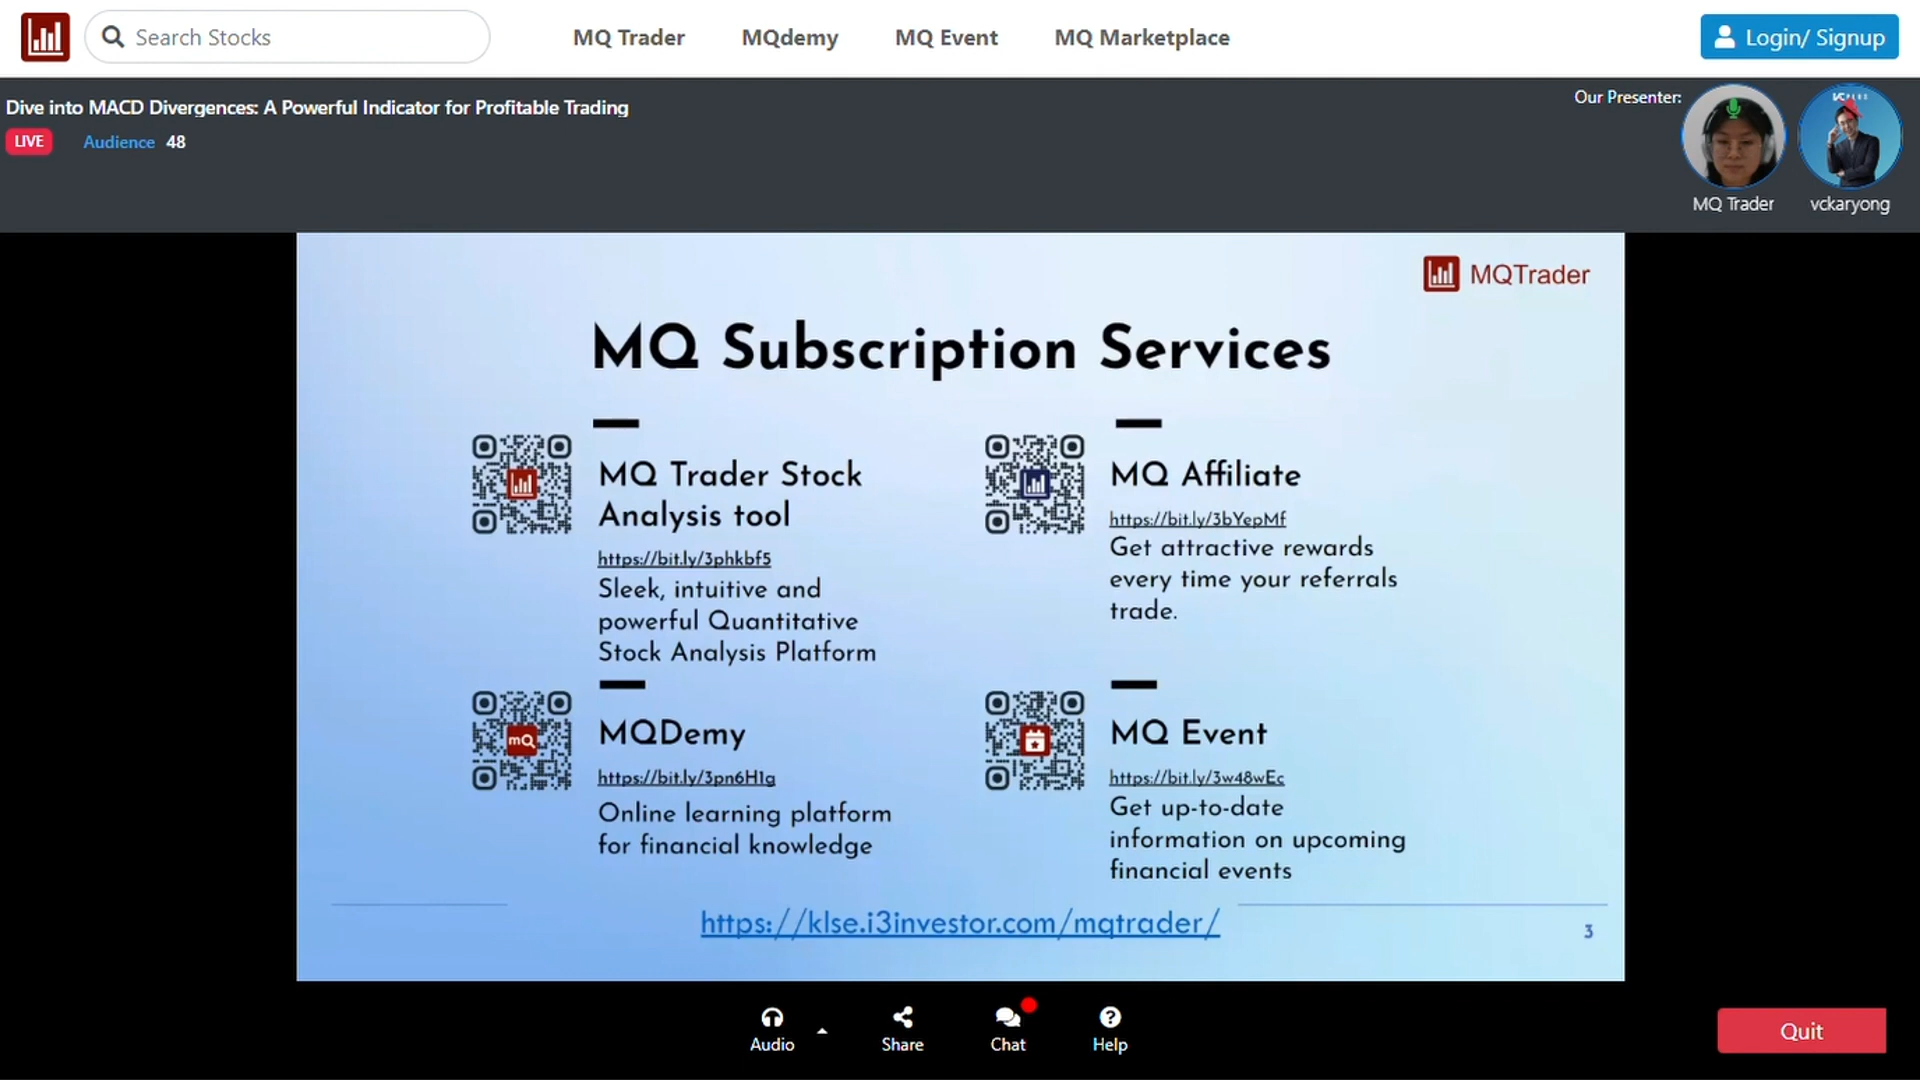 Search Stocks
MQ Trader
MQdemy
MQ Event
MQ Marketplace
Login/ Signup
Dive into MACD Divergences: A Powerful Indicator for Profitable Trading
LIVE
Audience 48
Our Presenter:
VC PLUS
MQ Trader
vckaryong
MQTrader
MQ Subscription Services
MQ Trader Stock
Analysis tool
https://bit.ly/3phkbf5
Sleek, intuitive and
powerful Quantitative
Stock Analysis Platform
MQ Affiliate
https://bit.ly/3bYepMf
Get attractive rewards
every time your referrals
trade.
mQ
MQDemy
https://bit.ly/3pn6H1g
Online learning platform
for financial knowledge
MQ Event
https://bit.ly/3w48wEc
Get up-to-date
information on upcoming
financial events
https://klse.i3investor.com/mqtrader/
3
Audio
Share
Chat
Help
Quit